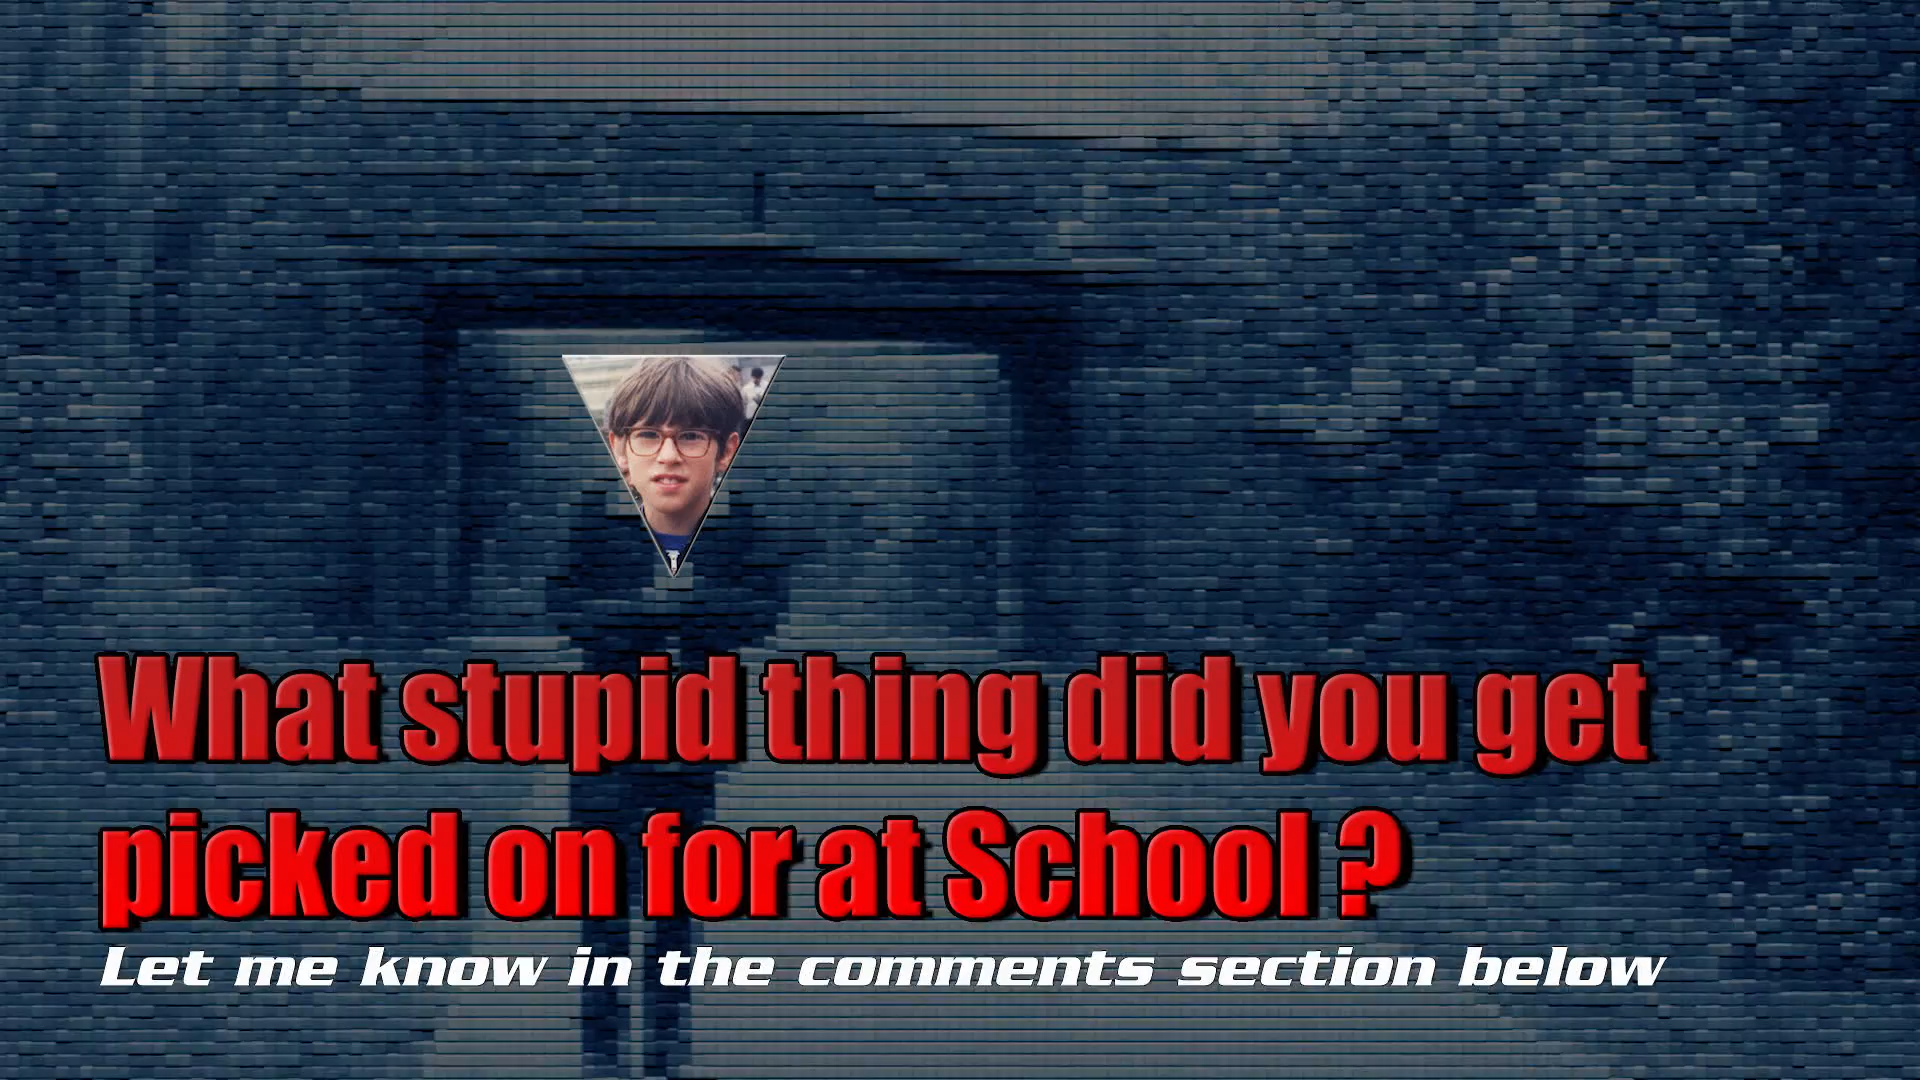 What stupid thing did you get
picked on for at School ?
Let me know in the comments section below